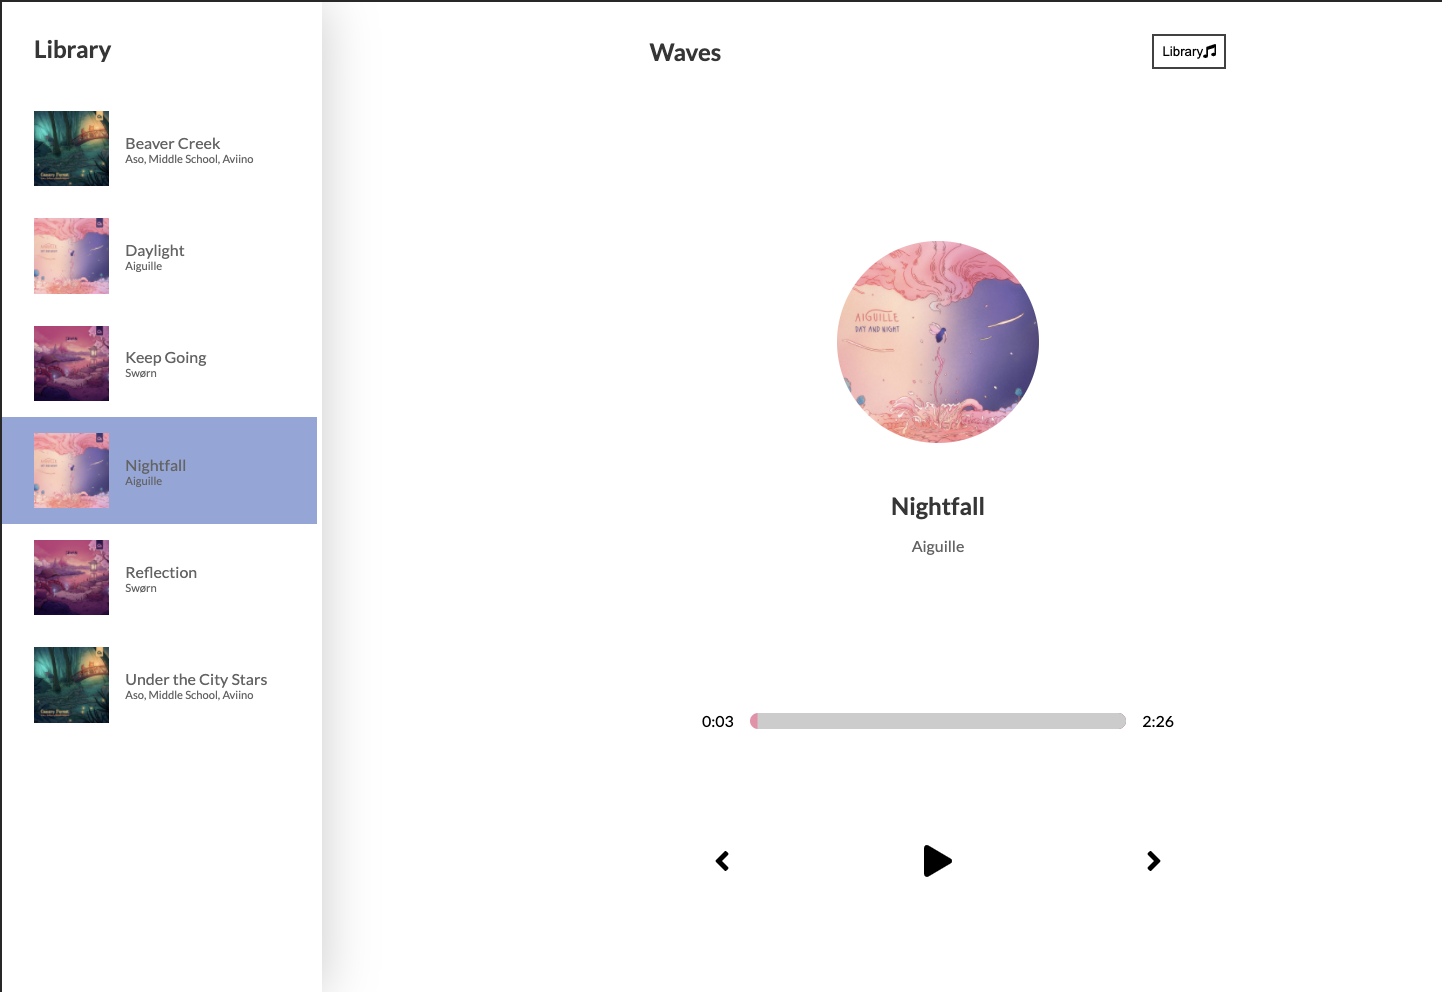 Library
Beaver Creek
Aso, Middle School, Aviino
Daylight
Aiguille
Keep Going
Swørn
Nightfall
Aiguille
Reflection
Swørn
Under the City Stars
Aso, Middle School, Aviino
Waves
Library
AIGUILLE
DAY AND NIGHT
Nightfall
Aiguille
0:03
2:26